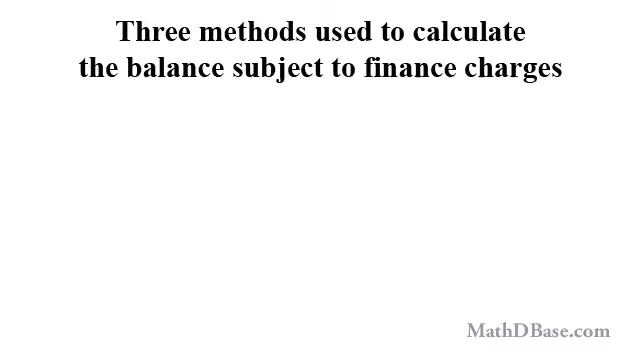 Three methods used to calculate
the balance subject to finance charges
MathDBase.com